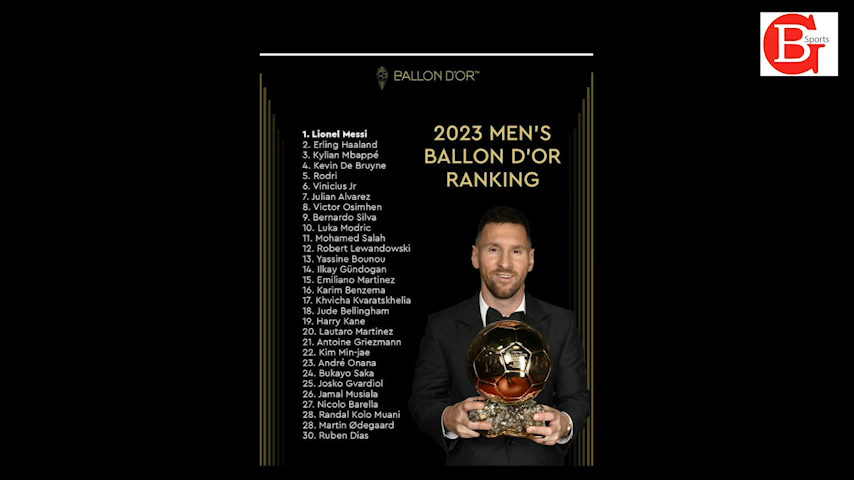 BG
Sports
BALLON D'OR™
2023 MEN'S
BALLON D'OR
RANKING
1. Lionel Messi
2. Erling Haaland
3. Kylian Mbappé
4. Kevin De Bruyne
5. Rodri
6. Vinicius Jr
7. Julian Alvarez
8. Victor Osimhen
9. Bernardo Silva
10. Luka Modric
11. Mohamed Salah
12. Robert Lewandowski
13. Yassine Bounou
14. Ilkay Gündogan
15. Emiliano Martinez
16. Karim Benzema
17. Khvicha Kvaratskhelia
18. Jude Bellingham
19. Harry Kane
20. Lautaro Martinez
21. Antoine Griezmann
22. Kim Min-jae
23. André Onana
24. Bukayo Saka
25. Josko Gvardiol
26. Jamal Musiala
27. Nicolo Barella
28. Randal Kolo Muani
28. Martin Ødegaard
30. Ruben Dias